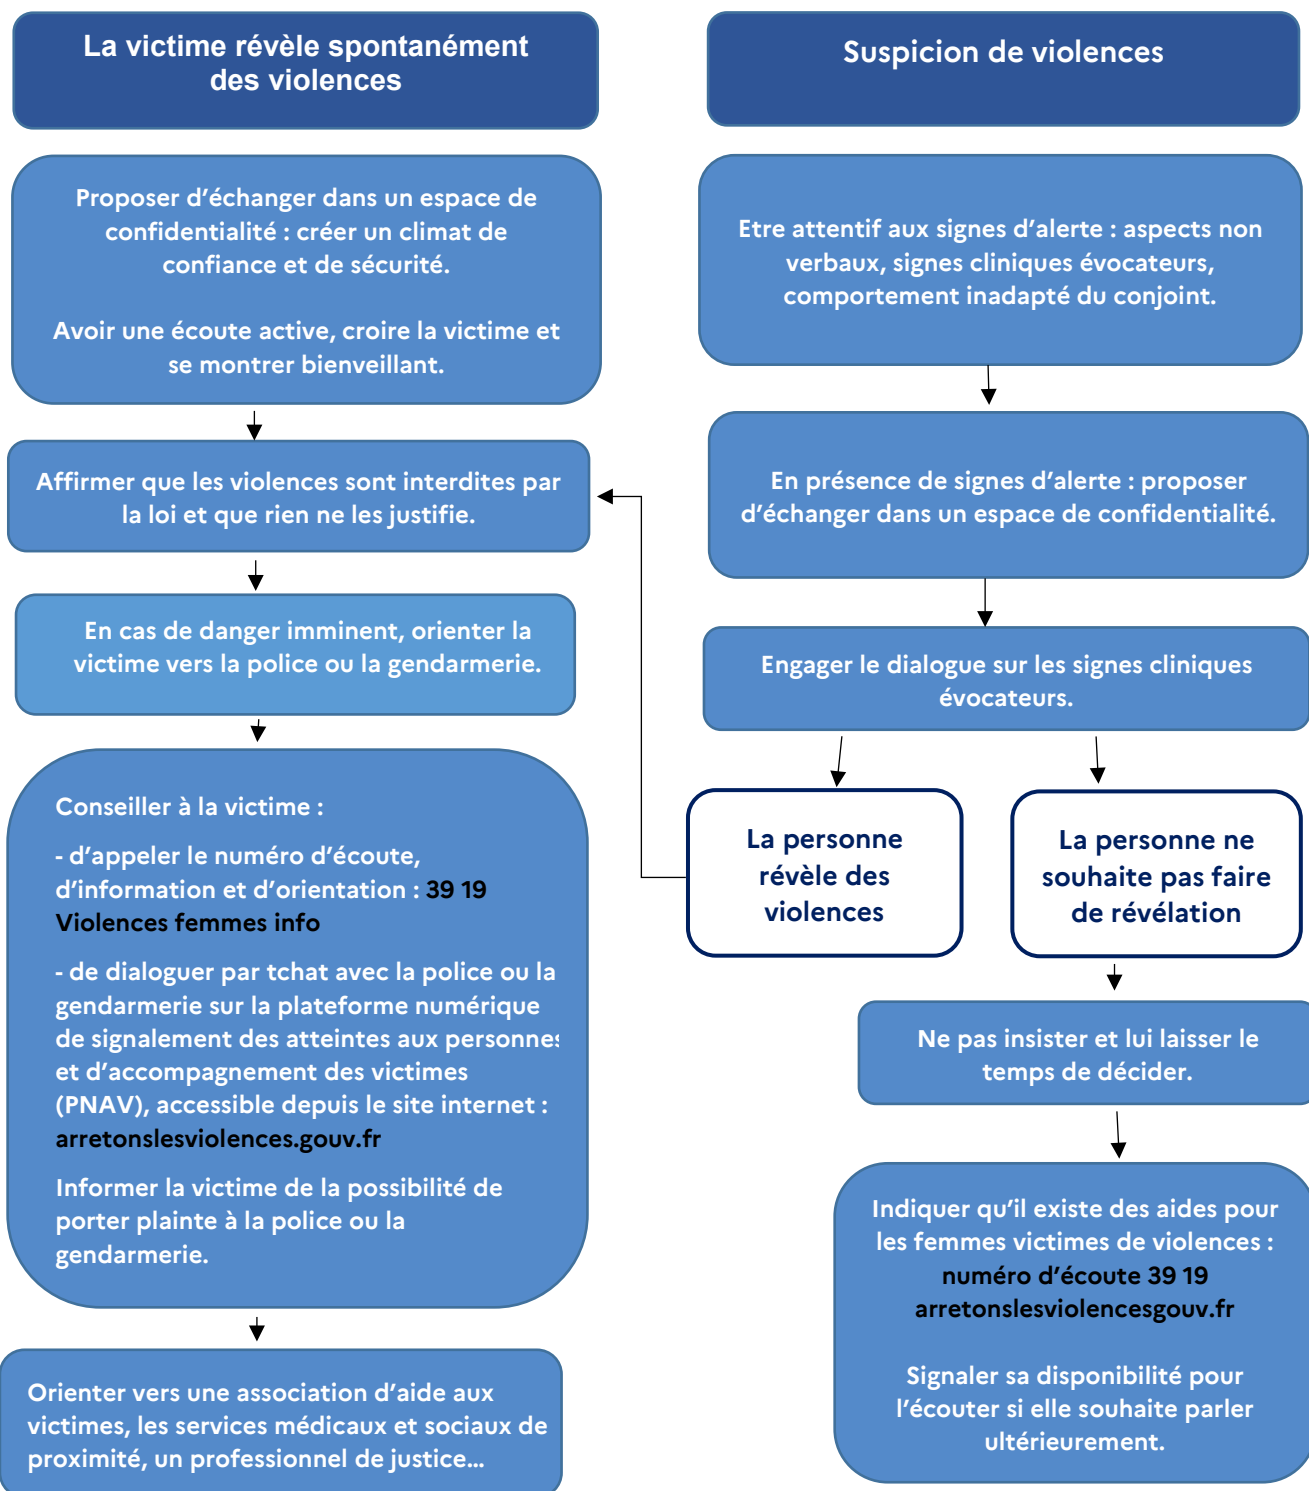 La victime révèle spontanément
des violences
Proposer d'échanger dans un espace de
confidentialité : créer un climat de
confiance et de sécurité.
Avoir une écoute active, croire la victime et
se montrer bienveillant.
Affirmer que les violences sont interdites par
la loi et que rien ne les justifie.
En cas de danger imminent, orienter la
victime vers la police ou la gendarmerie.
Conseiller à la victime :
- d'appeler le numéro d'écoute,
d'information et d'orientation : 39 19
Violences femmes info
- de dialoguer par tchat avec la police ou la
gendarmerie sur la plateforme numérique
de signalement des atteintes aux personnes
et d'accompagnement des victimes
(PNAV), accessible depuis le site internet :
arretonslesviolences.gouv.fr
Informer la victime de la possibilité de
porter plainte à la police ou la
gendarmerie.
Orienter vers une association d'aide aux
victimes, les services médicaux et sociaux de
proximité, un professionnel de justice...
Suspicion de violences
Etre attentif aux signes d'alerte : aspects non
verbaux, signes cliniques évocateurs,
comportement inadapté du conjoint.
En présence de signes d'alerte : proposer
d'échanger dans un espace de confidentialité.
Engager le dialogue sur les signes cliniques
évocateurs.
La personne
révèle des
violences
La personne ne
souhaite pas faire
de révélation
Ne pas insister et lui laisser le
temps de décider.
Indiquer qu'il existe des aides pour
les femmes victimes de violences :
numéro d'écoute 39 19
arretonslesviolencesgouv.fr
Signaler sa disponibilité pour
l'écouter si elle souhaite parler
ultérieurement.